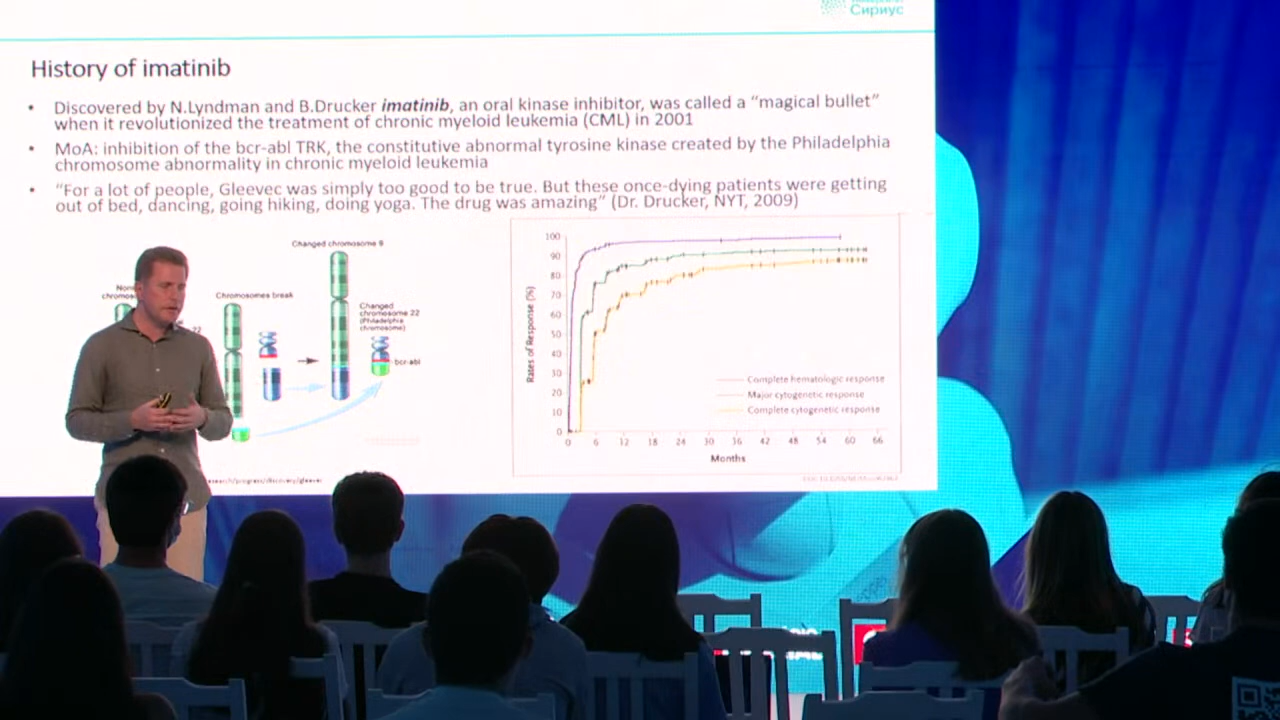 Сириус
History of imatinib
• Discovered by N.Lyndman and B.Drucker imatinib, an oral kinase inhibitor, was called a “magical bullet”
when it revolutionized the treatment of chronic myeloid leukemia (CML) in 2001
• MoA: inhibition of the bcr-abl TRK, the constitutive abnormal tyrosine kinase created by the Philadelphia
chromosome abnormality in chronic myeloid leukemia
• “For a lot of people, Gleevec was simply too good to be true. But these once-dying patients were getting
out of bed, dancing, going hiking, doing yoga. The drug was amazing” (Dr. Drucker, NYT, 2009)
Changed chromosome 9
Chromosomes break
Changed
chromosome 22
(Philadelphia
chromosome)
22
bcr-abl
Rates of Response (%)
100
90
80
70
60
50
40
30
20
10
0
Complete hematologic response
Major cytogenetic response
Complete cytogenetic response
0 6 12 18 24 30 36 42 48 54 60 66
Months